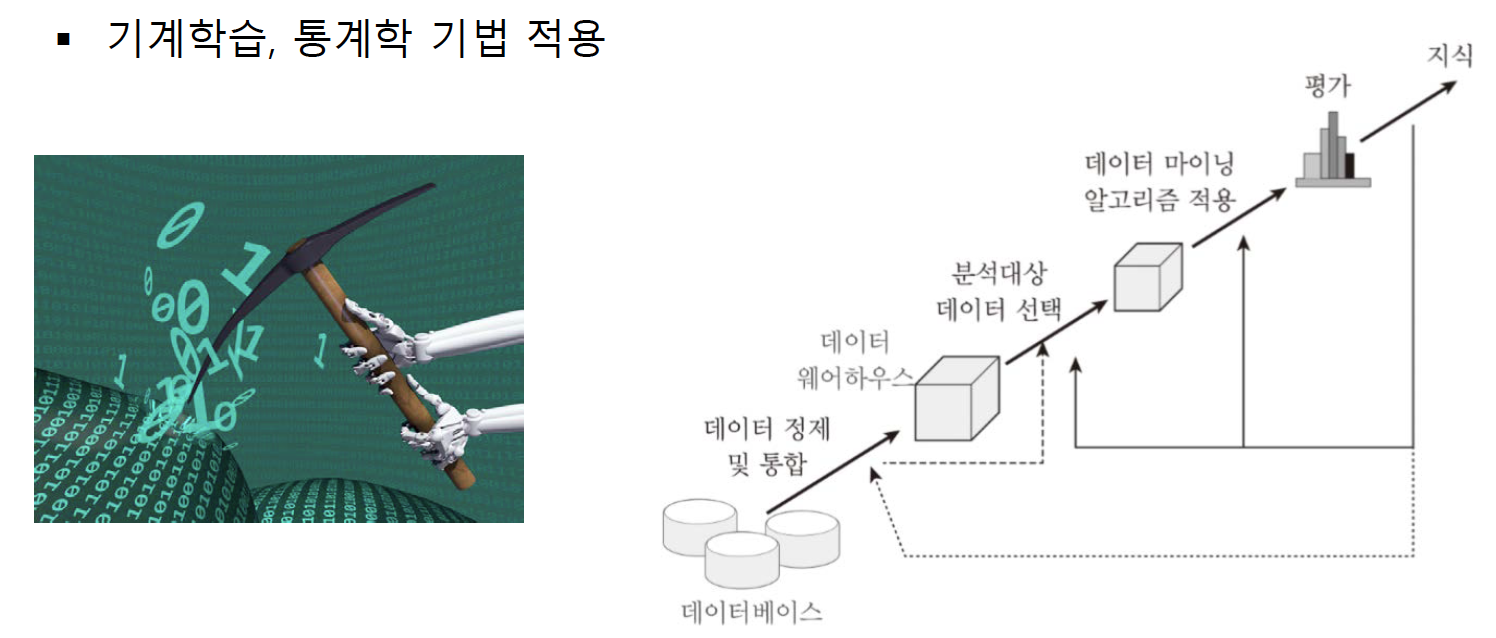 ▪ 기계학습, 통계학 기법 적용
지식
평가
데이터 마이닝
알고리즘 적용
분석대상
데이터 선택
데이터
웨어하우스
데이터 정제
및 통합
데이터베이스